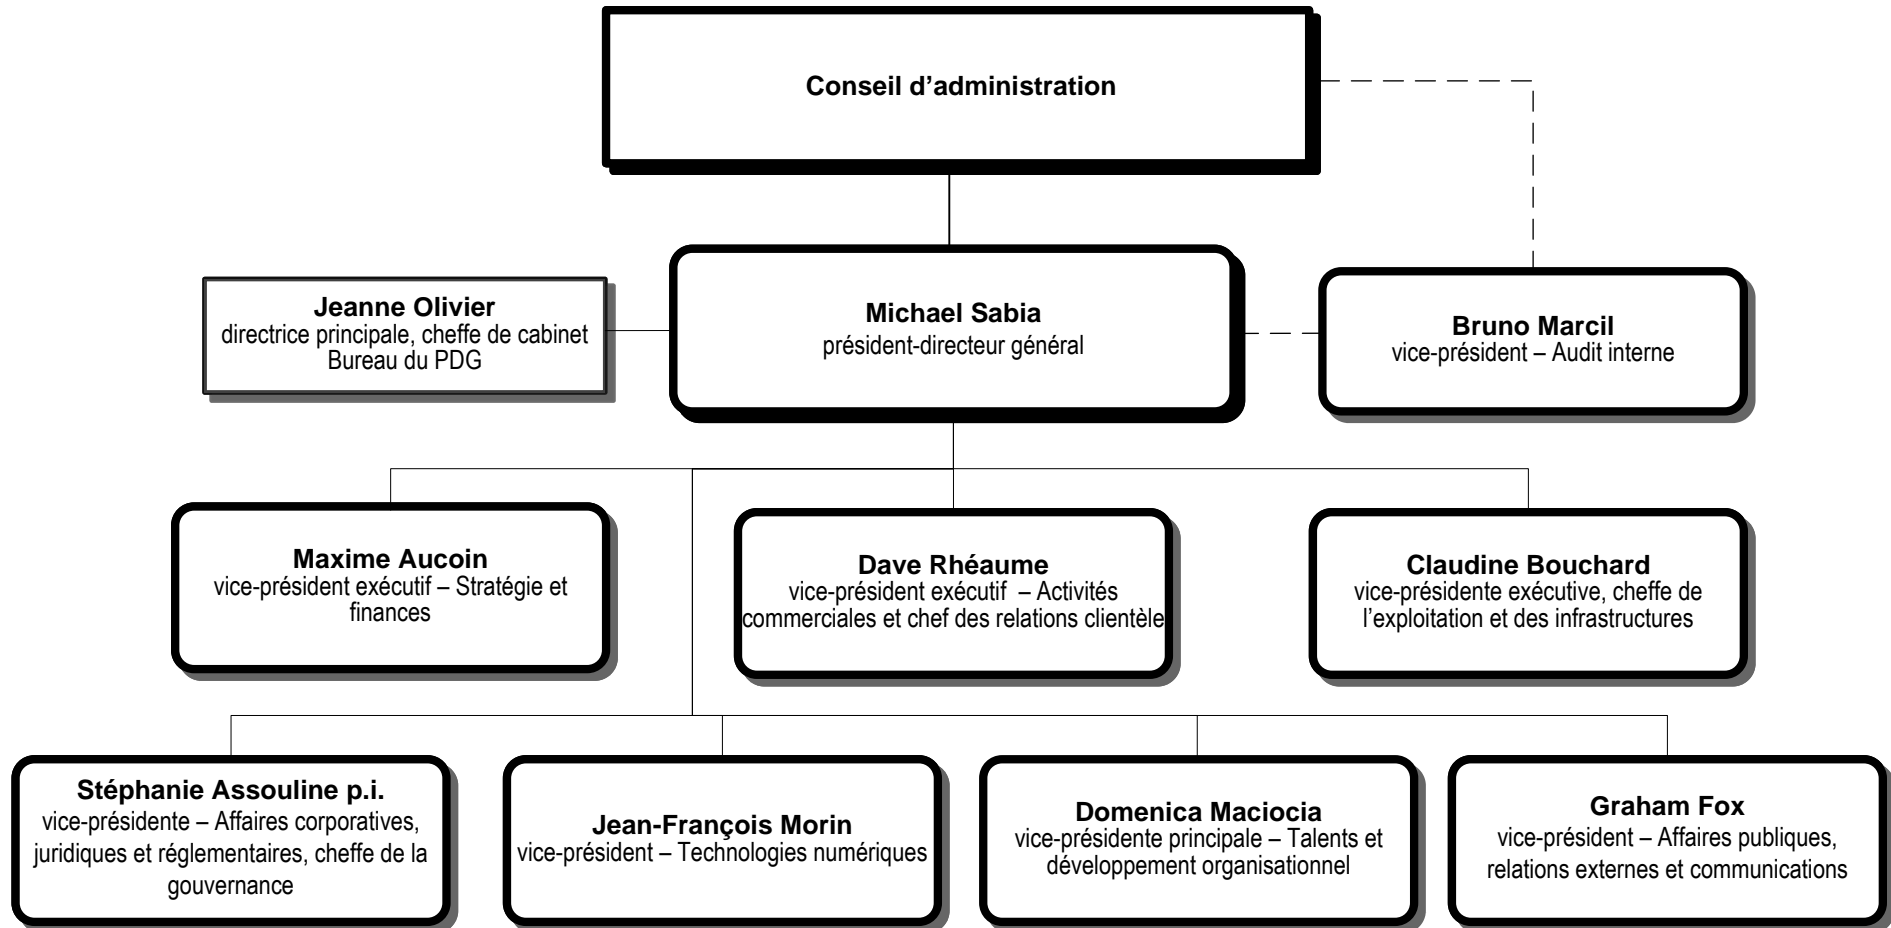 Conseil d’administration
Jeanne Olivier
directrice principale, cheffe de cabinet
Bureau du PDG
Michael Sabia
président-directeur général
Bruno Marcil
vice-président – Audit interne
Maxime Aucoin
vice-président exécutif – Stratégie et
finances
Dave Rhéaume
vice-président exécutif – Activités
commerciales et chef des relations clientèle
Claudine Bouchard
vice-présidente exécutive, cheffe de
l’exploitation et des infrastructures
Stéphanie Assouline p.i.
vice-présidente – Affaires corporatives,
juridiques et réglementaires, cheffe de la
gouvernance
Jean-François Morin
vice-président – Technologies numériques
Domenica Maciocia
vice-présidente principale – Talents et
développement organisationnel
Graham Fox
vice-président – Affaires publiques,
relations externes et communications